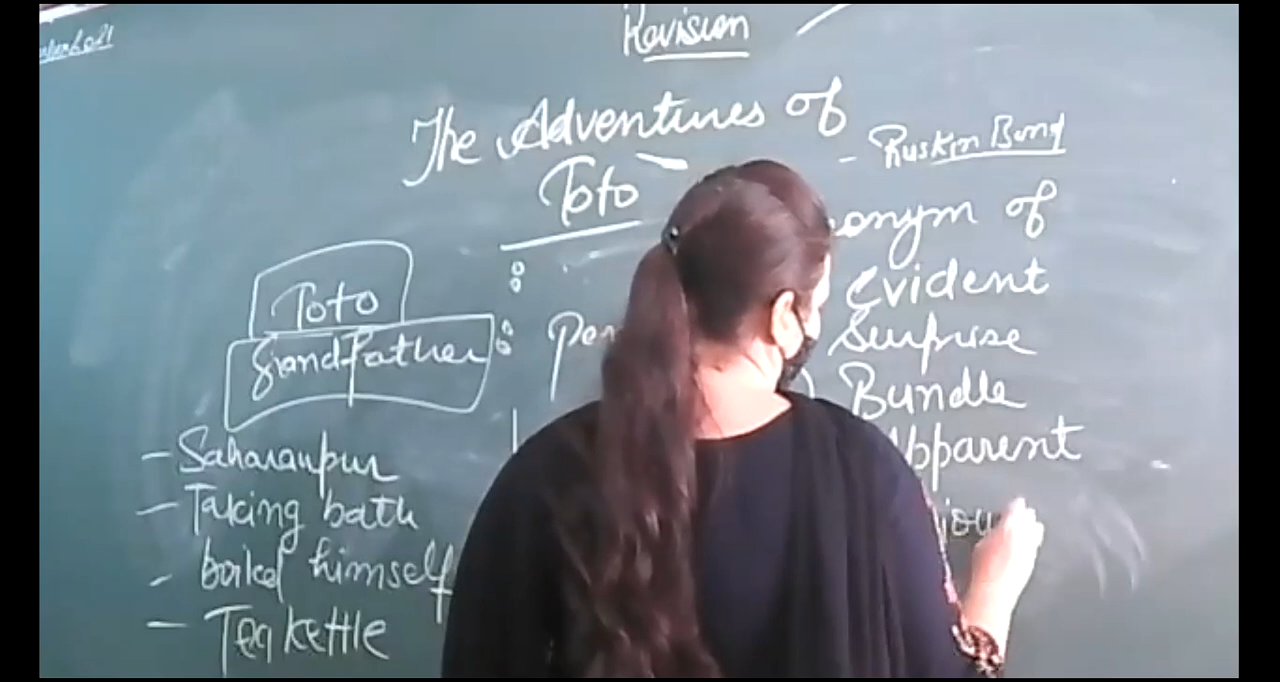 Revision
The Adventures of
Toto
- Ruskin Bond
Toto
Grandfather
- Saharanpur
- Taking bath
- boiled himself
- Tea kettle
of
Evident
Surprise
Bundle
Apparent